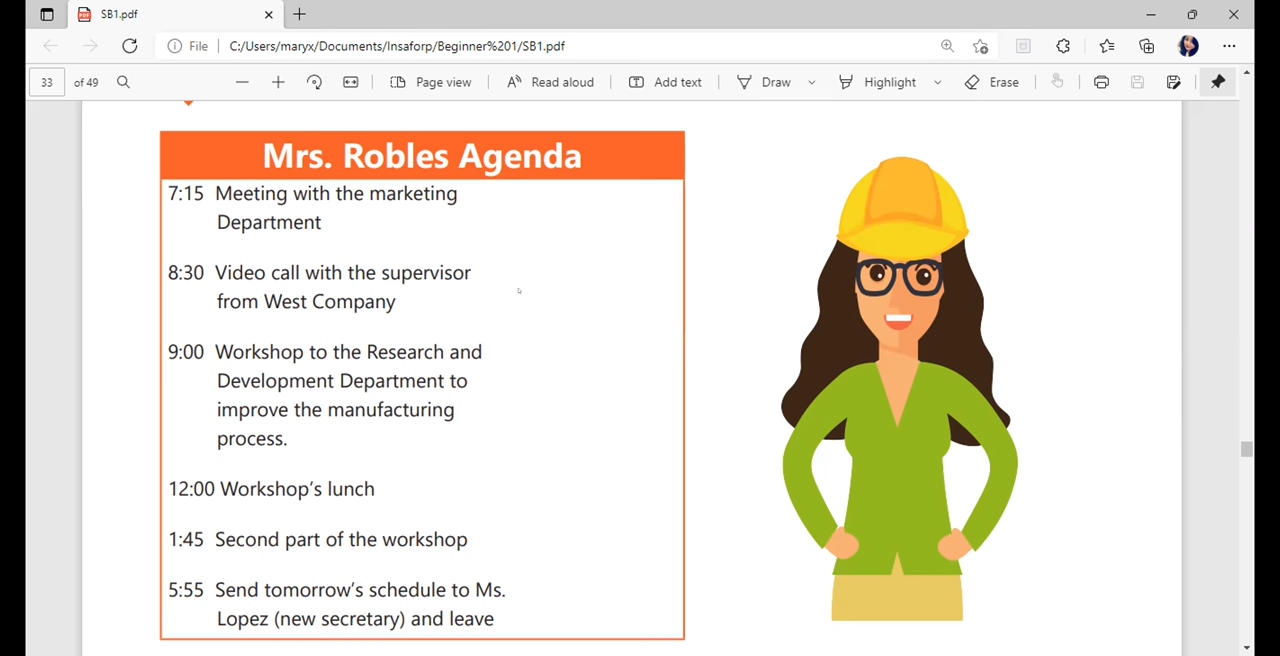 SB1.pdf
File C:/Users/maryx/Documents/Insaforp/Beginner%201/SB1.pdf
33 of 49 Page view Read aloud Add text Draw Highlight Erase
Mrs. Robles Agenda
7:15 Meeting with the marketing
Department
8:30 Video call with the supervisor
from West Company
9:00 Workshop to the Research and
Development Department to
improve the manufacturing
process.
12:00 Workshop's lunch
1:45 Second part of the workshop
5:55 Send tomorrow's schedule to Ms.
Lopez (new secretary) and leave